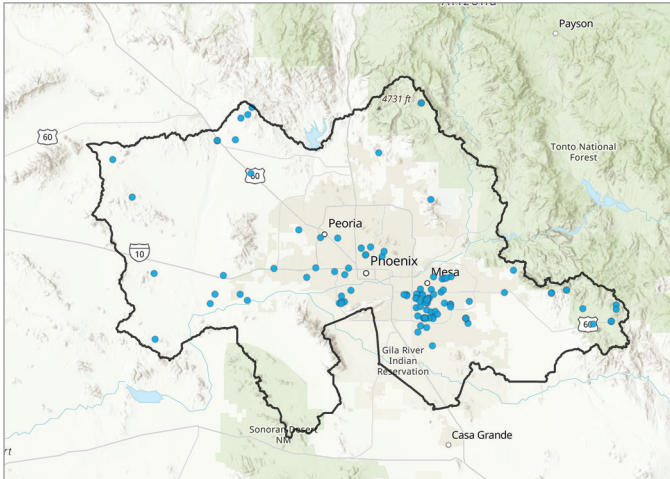 Payson
4731 ft
60
Tonto National
Forest
60
Peoria
10
Phoenix
Mesa
60
Gila River
Indian
Reservation
Sonoran Desert
NM
Casa Grande